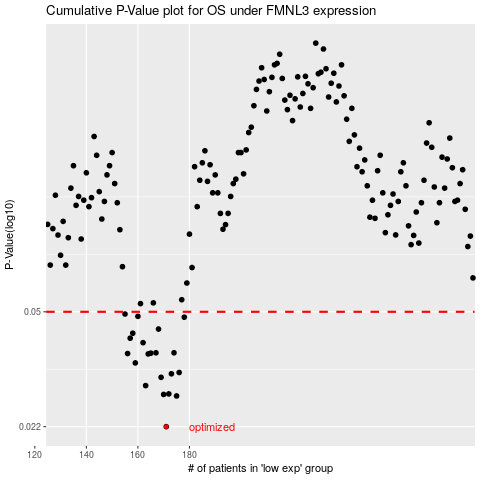 Cumulative P-Value plot for OS under FMNL3 expression
P-Value(log10)
0.05
0.022
optimized
120 140 160 180
# of patients in 'low exp' group